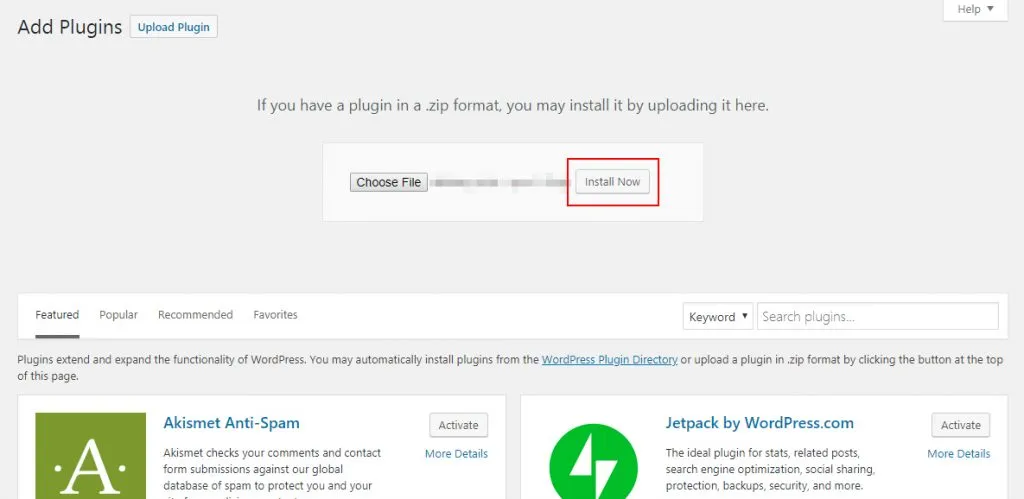 Help ▼
Add Plugins Upload Plugin
If you have a plugin in a .zip format, you may install it by uploading it here.
Choose File Install Now
Featured Popular Recommended Favorites Keyword ▼ Search plugins...
Plugins extend and expand the functionality of WordPress. You may automatically install plugins from the WordPress Plugin Directory or upload a plugin in .zip format by clicking the button at the top
of this page.
Akismet Anti-Spam
Activate
More Details
Akismet checks your comments and contact
form submissions against our global
database of spam to protect you and your
·A·
Jetpack by WordPress.com
Activate
More Details
The ideal plugin for stats, related posts,
search engine optimization, social sharing,
protection, backups, security, and more.